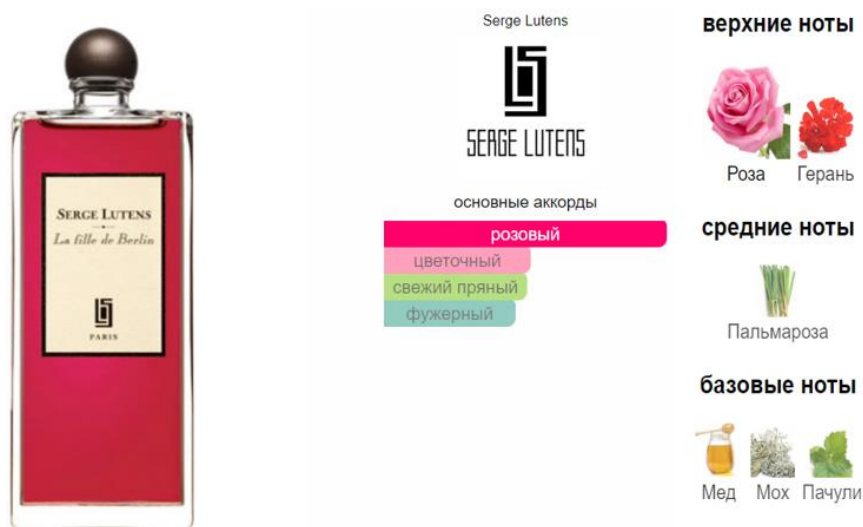 SERGE LUTENS
La fille de Berlin
PARIS
Serge Lutens
SERGE LUTENS
основные аккорды
розовый
цветочный
свежий пряный
фужерный
верхние ноты
Роза Герань
средние ноты
Пальмароза
базовые ноты
Мед Мох Пачули